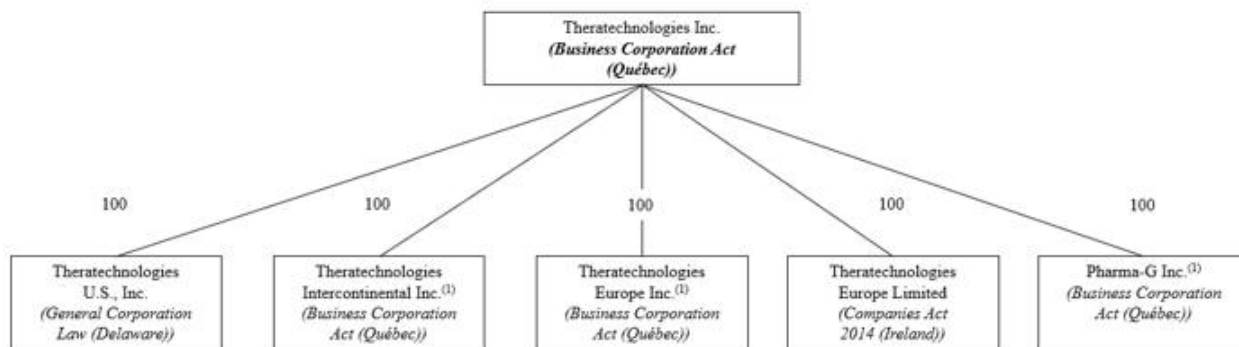 Theratechnologies Inc.
(Business Corporation Act
(Québec))
100
100
100
100
100
Theratechnologies
U.S., Inc.
(General Corporation
Law (Delaware))
Theratechnologies
Intercontinental Inc.(1)
(Business Corporation
Act (Québec))
Theratechnologies
Europe Inc.(1)
(Business Corporation
Act (Québec))
Theratechnologies
Europe Limited
(Companies Act
2014 (Ireland))
Pharma-G Inc.(1)
(Business Corporation
Act (Québec))